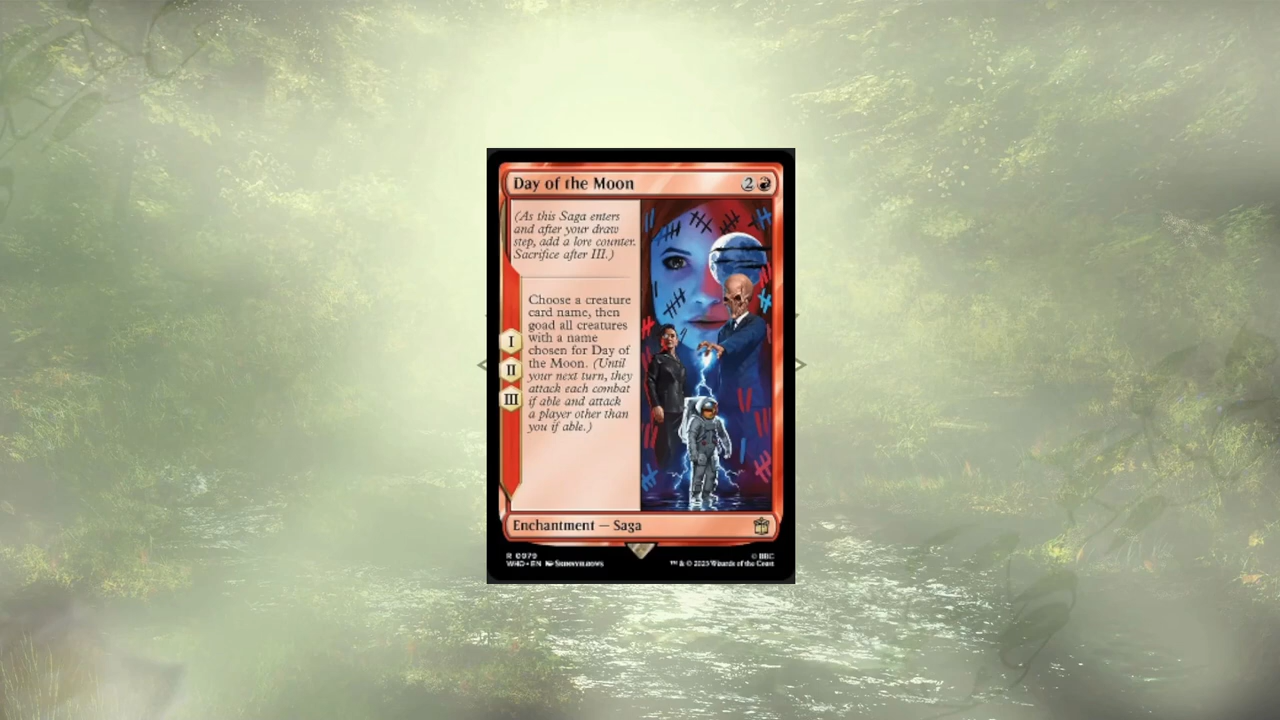 Day of the Moon 2
(As this Saga enters
and after your draw
step, add a lore counter.
Sacrifice after III.)
I
II
III
Choose a creature
card name, then
goad all creatures
with a name
chosen for Day of
the Moon. (Until
your next turn, they
attack each combat
if able and attack
a player other than
you if able.)
Enchantment — Saga
R 0079
WHO • EN
© BBC
™ & © 2023 Wizards of the Coast